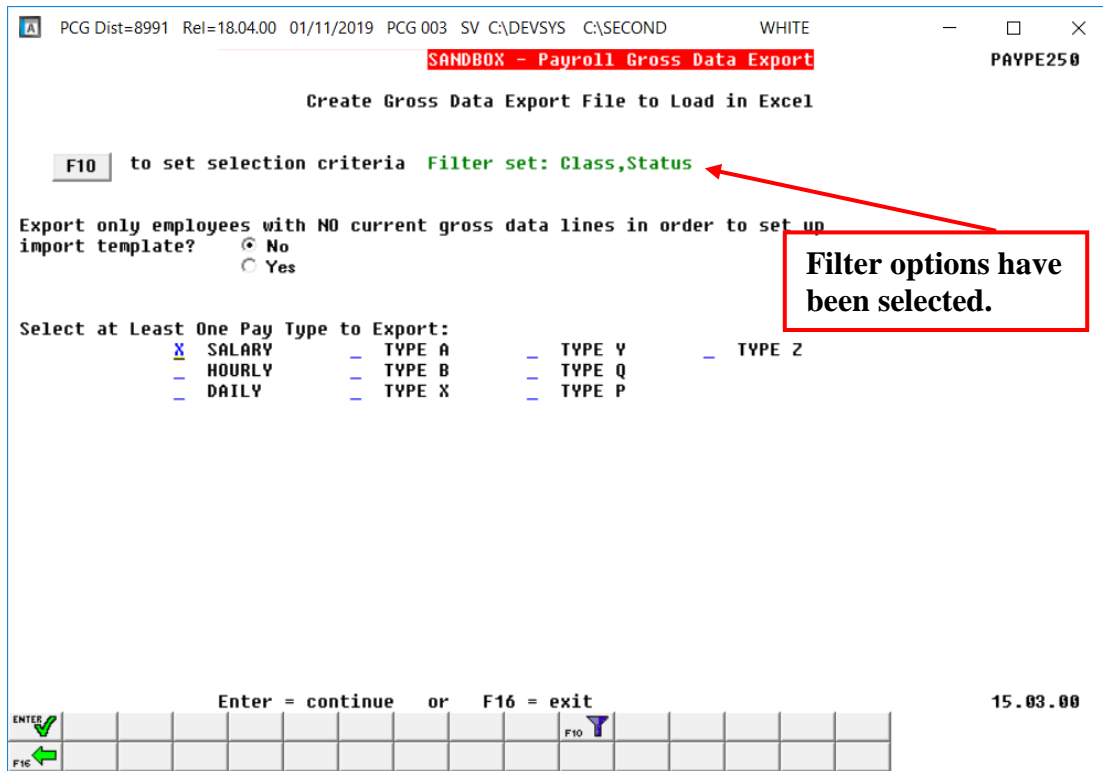 A PCG Dist=8991 Rel=18.04.00 01/11/2019 PCG 003 SV C:\DEVSYS C:\SECOND WHITE
SANDBOX - Payroll Gross Data Export PAYPE250
Create Gross Data Export File to Load in Excel
F10 to set selection criteria Filter set: Class,Status
Export only employees with NO current gross data lines in order to set up
import template? No
Yes
Filter options have
been selected.
Select at Least One Pay Type to Export:
X SALARY _ TYPE A _ TYPE Y _ TYPE Z
_ HOURLY _ TYPE B _ TYPE Q
_ DAILY _ TYPE X _ TYPE P
Enter = continue or F16 = exit 15.03.00
ENTER F10
F16